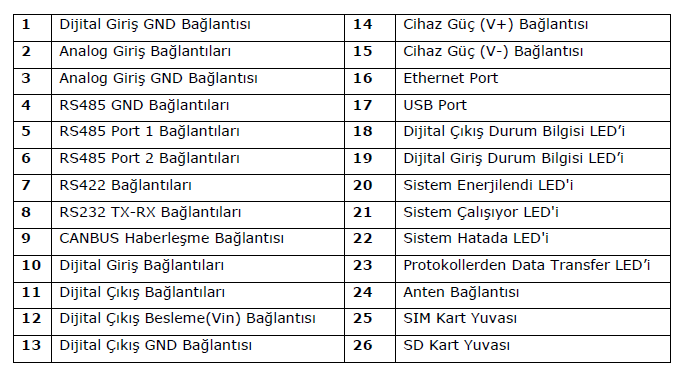 1 Dijital Giriş GND Bağlantısı 14 Cihaz Güç (V+) Bağlantısı
2 Analog Giriş Bağlantıları 15 Cihaz Güç (V-) Bağlantısı
3 Analog Giriş GND Bağlantısı 16 Ethernet Port
4 RS485 GND Bağlantıları 17 USB Port
5 RS485 Port 1 Bağlantıları 18 Dijital Çıkış Durum Bilgisi LED’i
6 RS485 Port 2 Bağlantıları 19 Dijital Giriş Durum Bilgisi LED’i
7 RS422 Bağlantıları 20 Sistem Enerjilendi LED'i
8 RS232 TX-RX Bağlantıları 21 Sistem Çalışıyor LED'i
9 CANBUS Haberleşme Bağlantısı 22 Sistem Hatada LED'i
10 Dijital Giriş Bağlantıları 23 Protokollerden Data Transfer LED’i
11 Dijital Çıkış Bağlantıları 24 Anten Bağlantısı
12 Dijital Çıkış Besleme(Vin) Bağlantısı 25 SIM Kart Yuvası
13 Dijital Çıkış GND Bağlantısı 26 SD Kart Yuvası